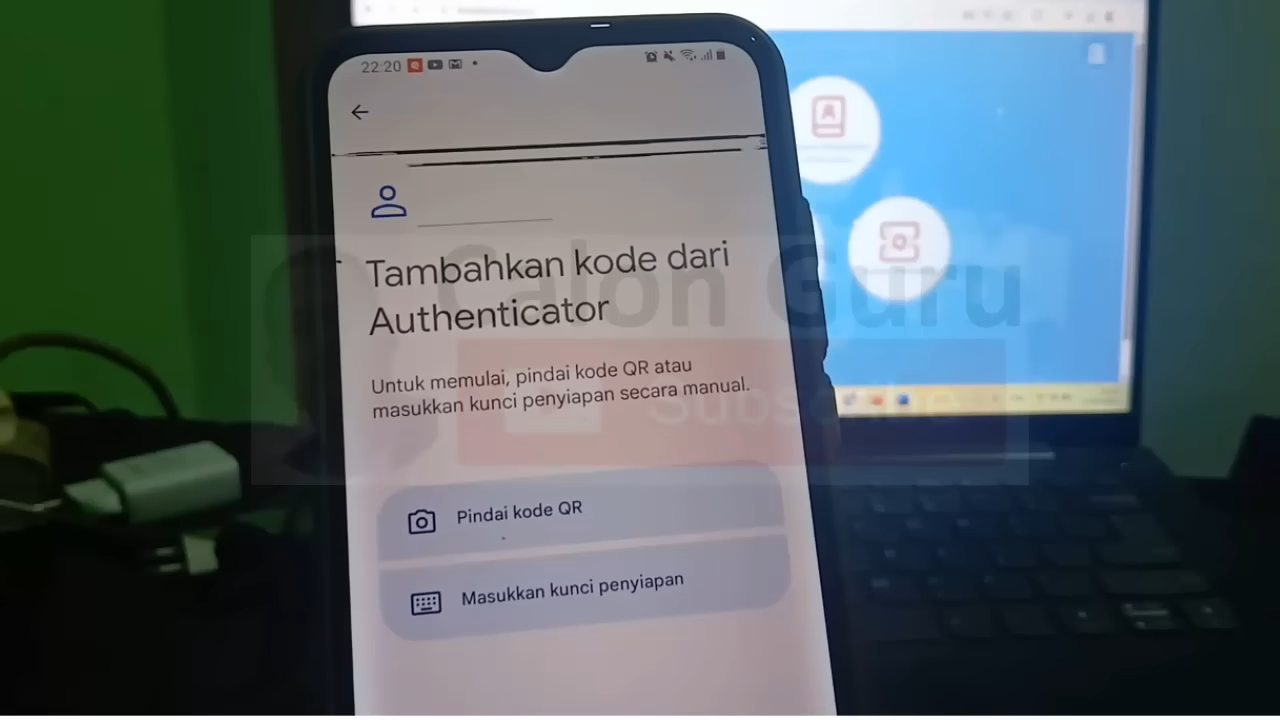 22.20
Tambahkan kode dari
Authenticator
Untuk memulai, pindai kode QR atau
masukkan kunci penyiapan secara manual.
Pindai kode QR
Masukkan kunci penyiapan
Calon Guru
Subscribe